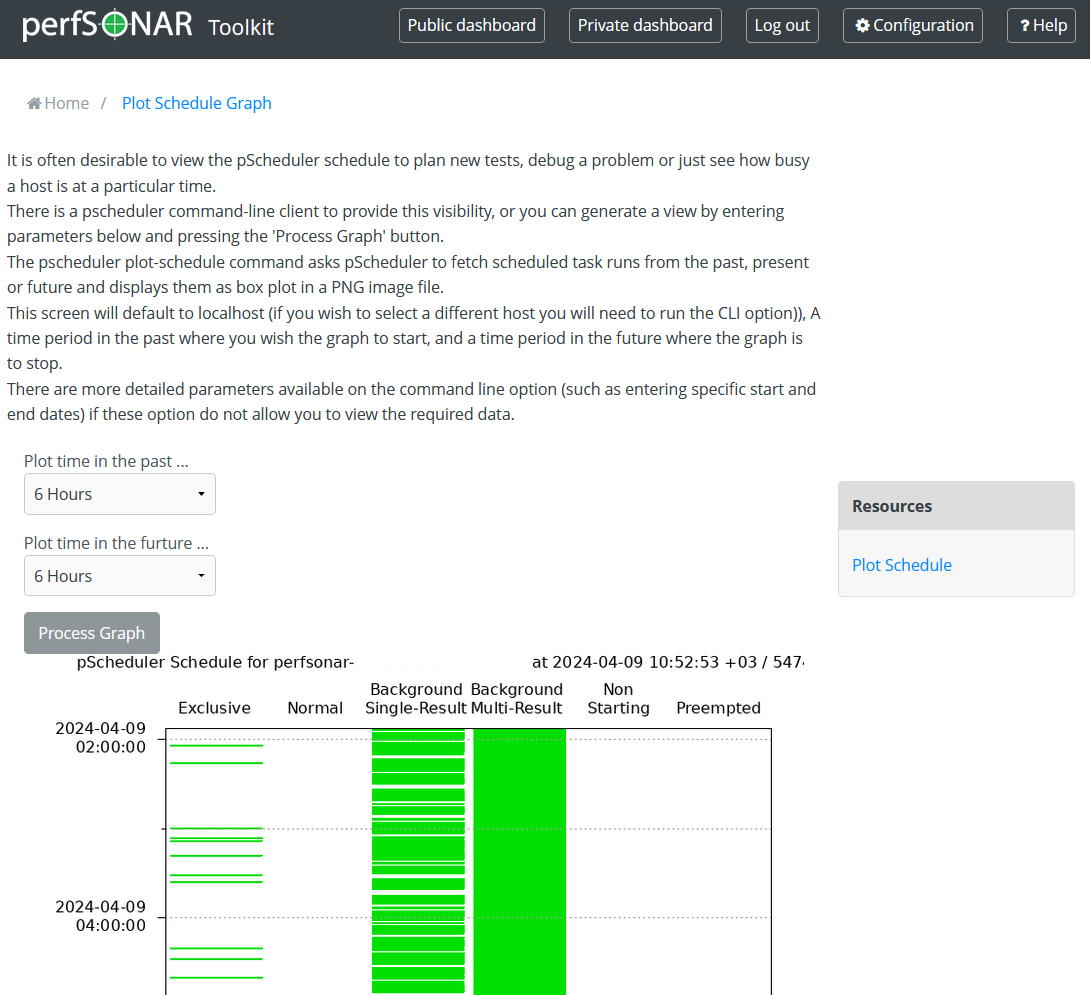 perfSONAR Toolkit
Public dashboard
Private dashboard
Log out
Configuration
? Help
Home / Plot Schedule Graph
It is often desirable to view the pScheduler schedule to plan new tests, debug a problem or just see how busy
a host is at a particular time.
There is a pscheduler command-line client to provide this visibility, or you can generate a view by entering
parameters below and pressing the 'Process Graph' button.
The pscheduler plot-schedule command asks pScheduler to fetch scheduled task runs from the past, present
or future and displays them as box plot in a PNG image file.
This screen will default to localhost (if you wish to select a different host you will need to run the CLI option)), A
time period in the past where you wish the graph to start, and a time period in the future where the graph is
to stop.
There are more detailed parameters available on the command line option (such as entering specific start and
end dates) if these option do not allow you to view the required data.
Plot time in the past ...
6 Hours
Plot time in the furture ...
6 Hours
Process Graph
Resources
Plot Schedule
pScheduler Schedule for perfsonar- at 2024-04-09 10:52:53 +03 / 547
Exclusive
Normal
Background
Single-Result
Background
Multi-Result
Non
Starting
Preempted
2024-04-09
02:00:00
2024-04-09
04:00:00